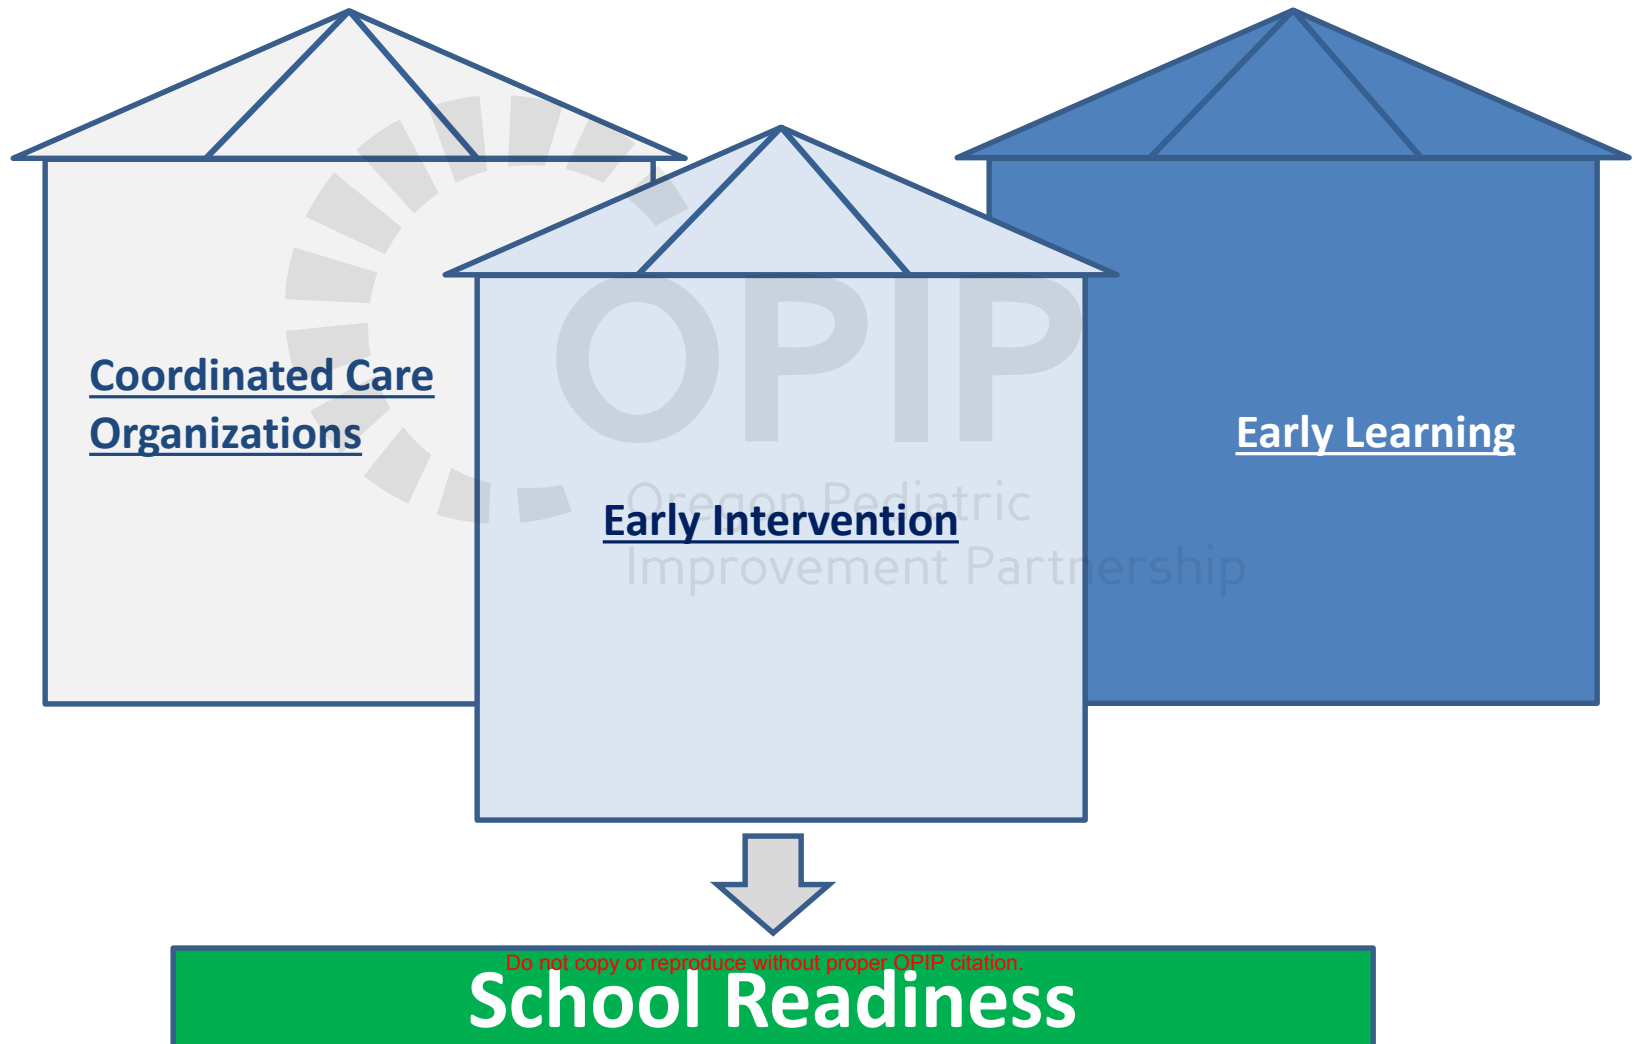 Coordinated Care
Organizations
OPIP
Oregon Pediatric
Improvement Partnership
Early Intervention
Early Learning
Do not copy or reproduce without proper OPIP citation.
School Readiness